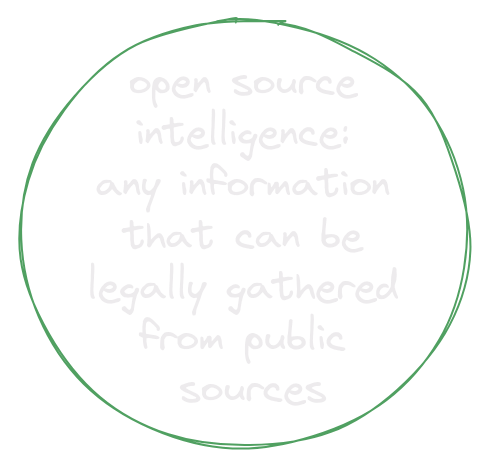 open source
intelligence:
any information
that can be
legally gathered
from public
sources